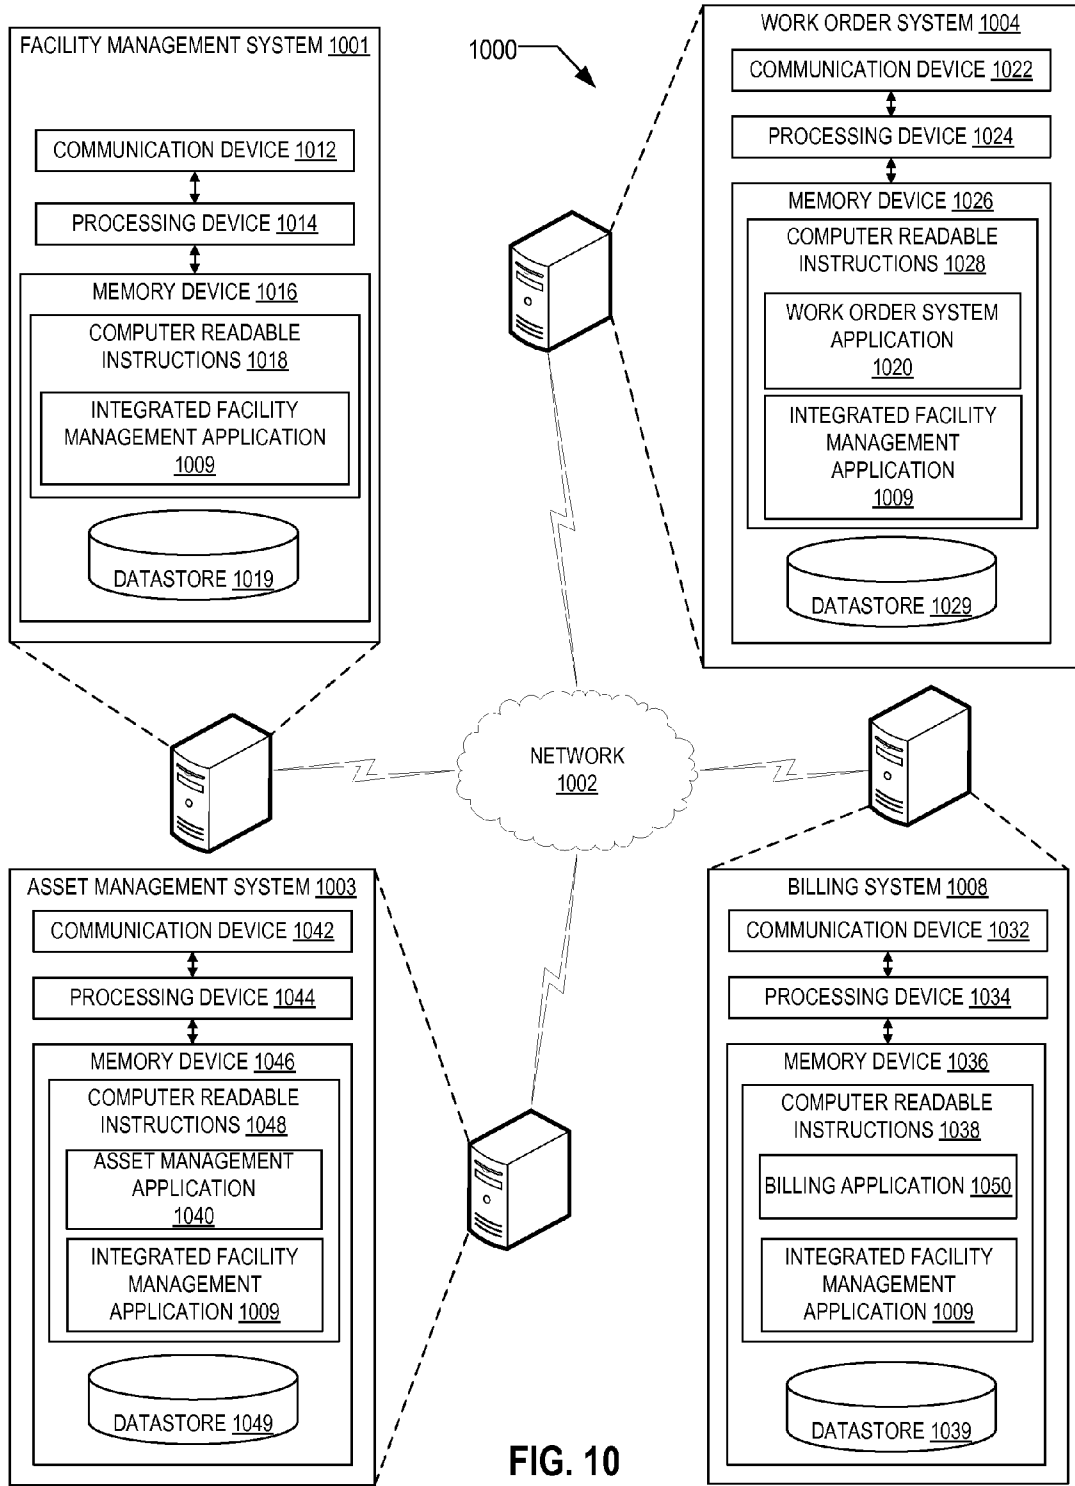 FACILITY MANAGEMENT SYSTEM 1001
COMMUNICATION DEVICE 1012
PROCESSING DEVICE 1014
MEMORY DEVICE 1016
COMPUTER READABLE
INSTRUCTIONS 1018
INTEGRATED FACILITY
MANAGEMENT APPLICATION
1009
DATASTORE 1019
1000
WORK ORDER SYSTEM 1004
COMMUNICATION DEVICE 1022
PROCESSING DEVICE 1024
MEMORY DEVICE 1026
COMPUTER READABLE
INSTRUCTIONS 1028
WORK ORDER SYSTEM
APPLICATION
1020
INTEGRATED FACILITY
MANAGEMENT
APPLICATION
1009
DATASTORE 1029
NETWORK
1002
ASSET MANAGEMENT SYSTEM 1003
COMMUNICATION DEVICE 1042
PROCESSING DEVICE 1044
MEMORY DEVICE 1046
COMPUTER READABLE
INSTRUCTIONS 1048
ASSET MANAGEMENT
APPLICATION
1040
INTEGRATED FACILITY
MANAGEMENT
APPLICATION 1009
DATASTORE 1049
BILLING SYSTEM 1008
COMMUNICATION DEVICE 1032
PROCESSING DEVICE 1034
MEMORY DEVICE 1036
COMPUTER READABLE
INSTRUCTIONS 1038
BILLING APPLICATION 1050
INTEGRATED FACILITY
MANAGEMENT
APPLICATION 1009
DATASTORE 1039
FIG. 10